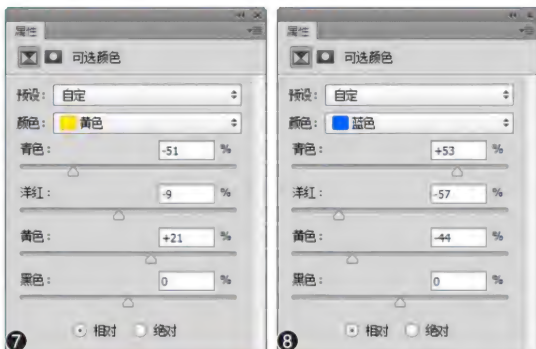 属性
可选颜色
预设： 自定
颜色： 黄色
青色： -51 %
洋红： -9 %
黄色： +21 %
黑色： 0 %
相对 绝对
7
属性
可选颜色
预设： 自定
颜色： 蓝色
青色： +53 %
洋红： -57 %
黄色： -44 %
黑色： 0 %
相对 绝对
8